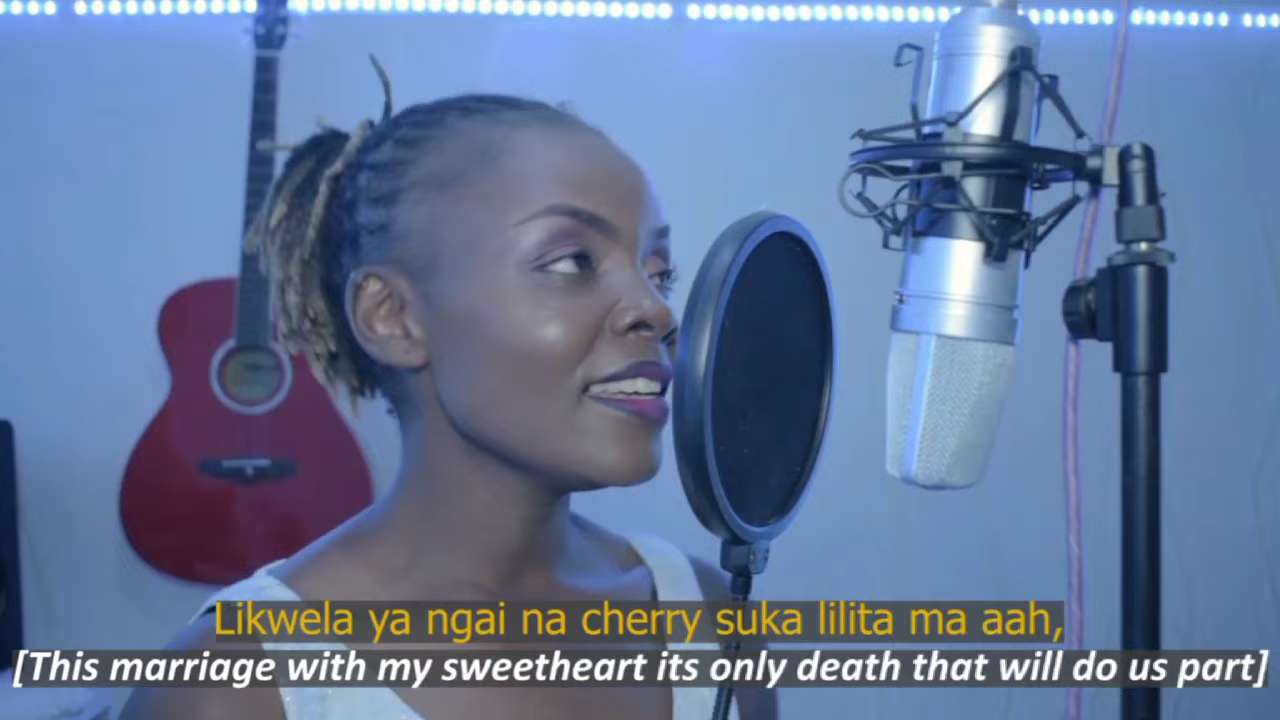 Likwela ya ngai na cherry suka lilita ma aah,
[This marriage with my sweetheart its only death that will do us part]